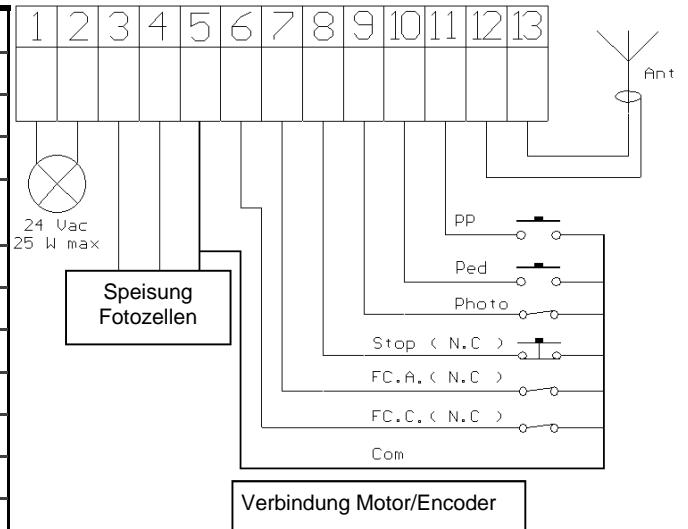 1 2 3 4 5 6 7 8 9 10 11 12 13
Ant
24 Vac
25 W max
PP
Ped
Speisung
Fotozellen
Photo
Stop ( N.C )
FC.A. ( N.C )
FC.C. ( N.C )
Com
Verbindung Motor/Encoder